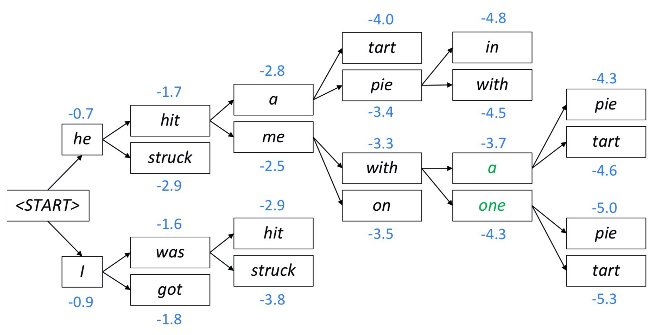 -4.0
-4.8
tart
in
-2.8
-4.3
-1.7
a
pie
with
pie
-0.7
hit
-3.4
-4.5
he
me
tart
struck
-3.3
-3.7
-2.5
with
a
-4.6
-2.9
<START>
-2.9
on
one
-1.6
hit
-3.5
-4.3
-5.0
was
pie
I
struck
tart
got
-0.9
-3.8
-5.3
-1.8